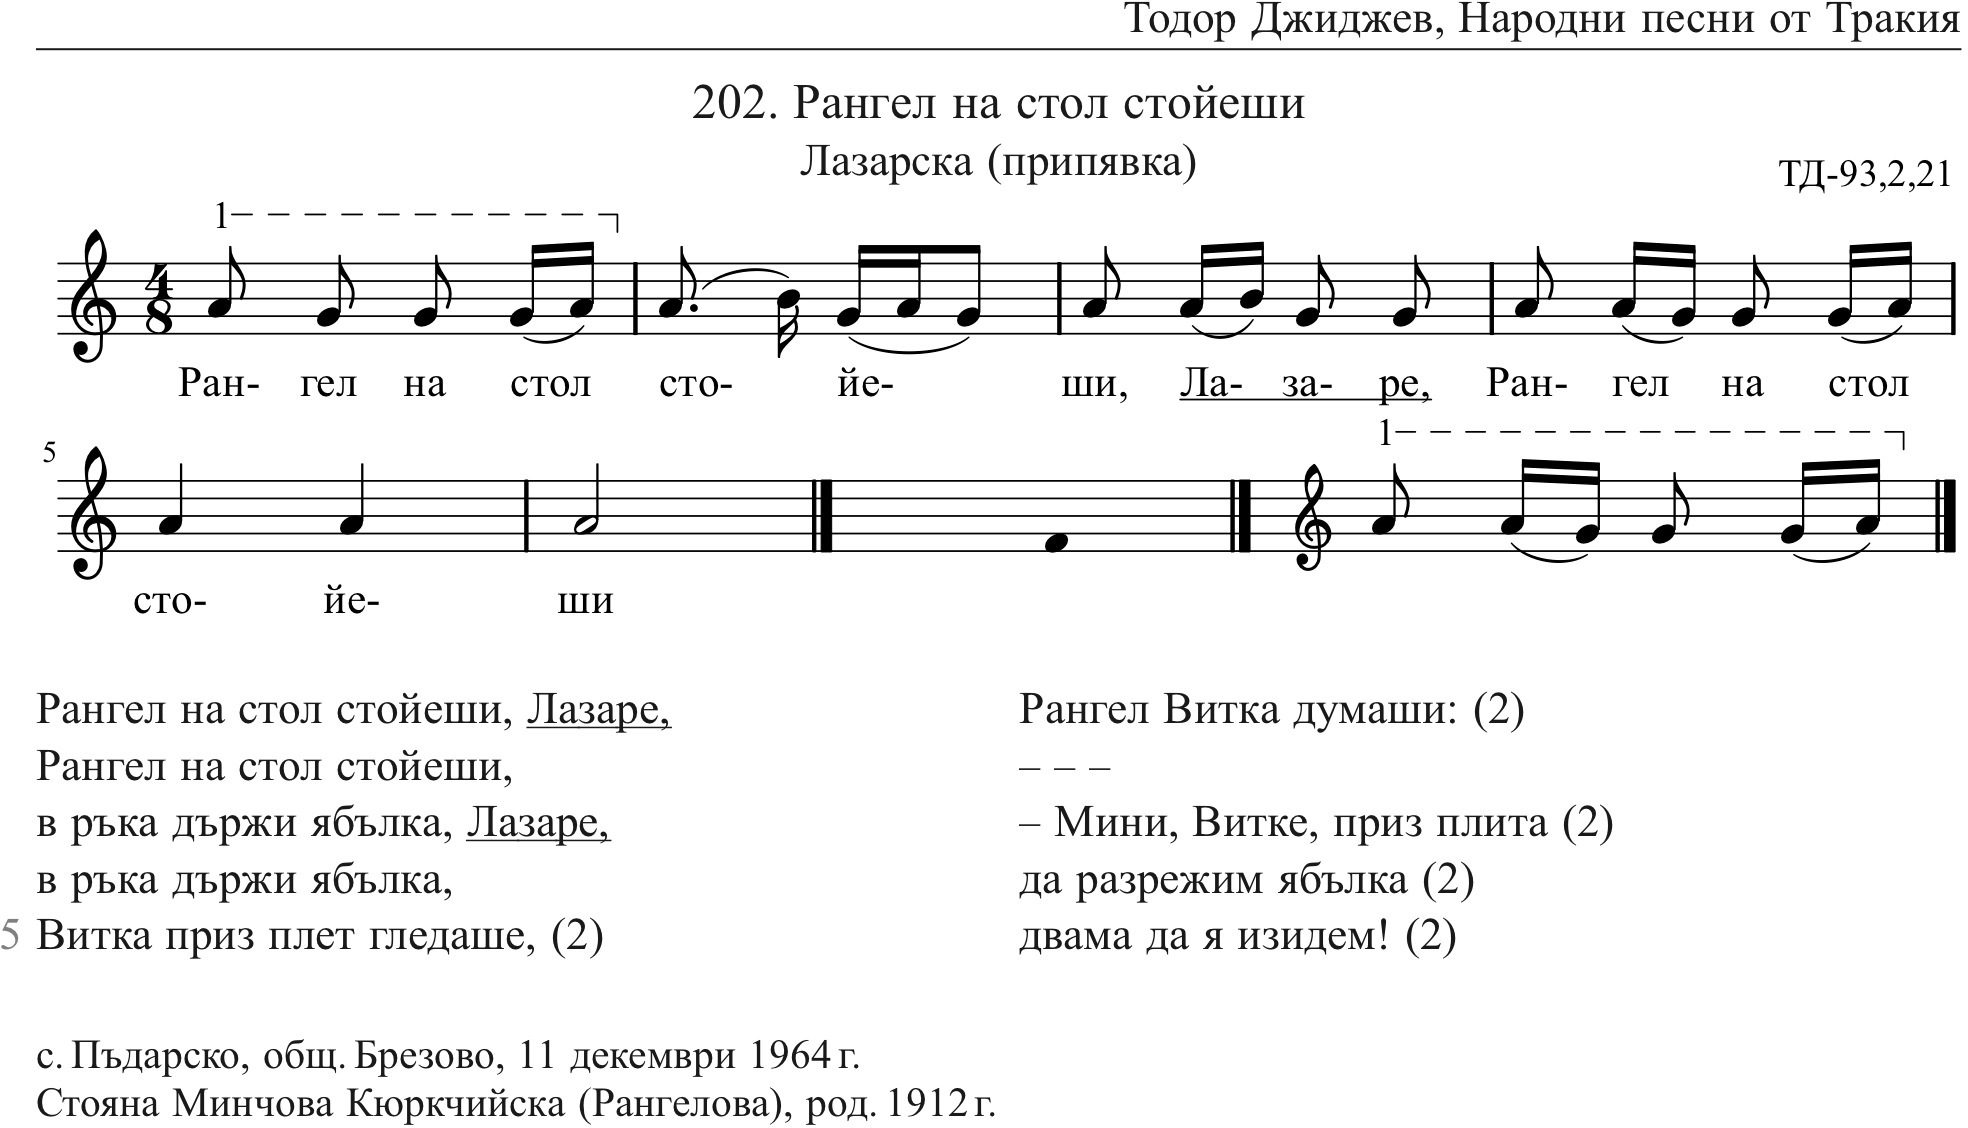 Тодор Джиджев, Народни песни от Тракия
202. Рангел на стол стойеши
Лазарска (припявка)
ТД-93,2,21
1
4
8
Ран- гел на стол сто- йе- ши, Ла- за- ре, Ран- гел на стол
5
1
сто- йе- ши
Рангел на стол стойеши, Лазаре,
Рангел на стол стойеши,
в ръка държи ябълка, Лазаре,
в ръка държи ябълка,
5 Витка приз плет гледаше, (2)
Рангел Витка думаши: (2)
– – –
– Мини, Витке, приз плита (2)
да разрежим ябълка (2)
двама да я изидем! (2)
с. Пъдарско, общ. Брезово, 11 декември 1964 г.
Стояна Минчова Кюркчийска (Рангелова), род. 1912 г.